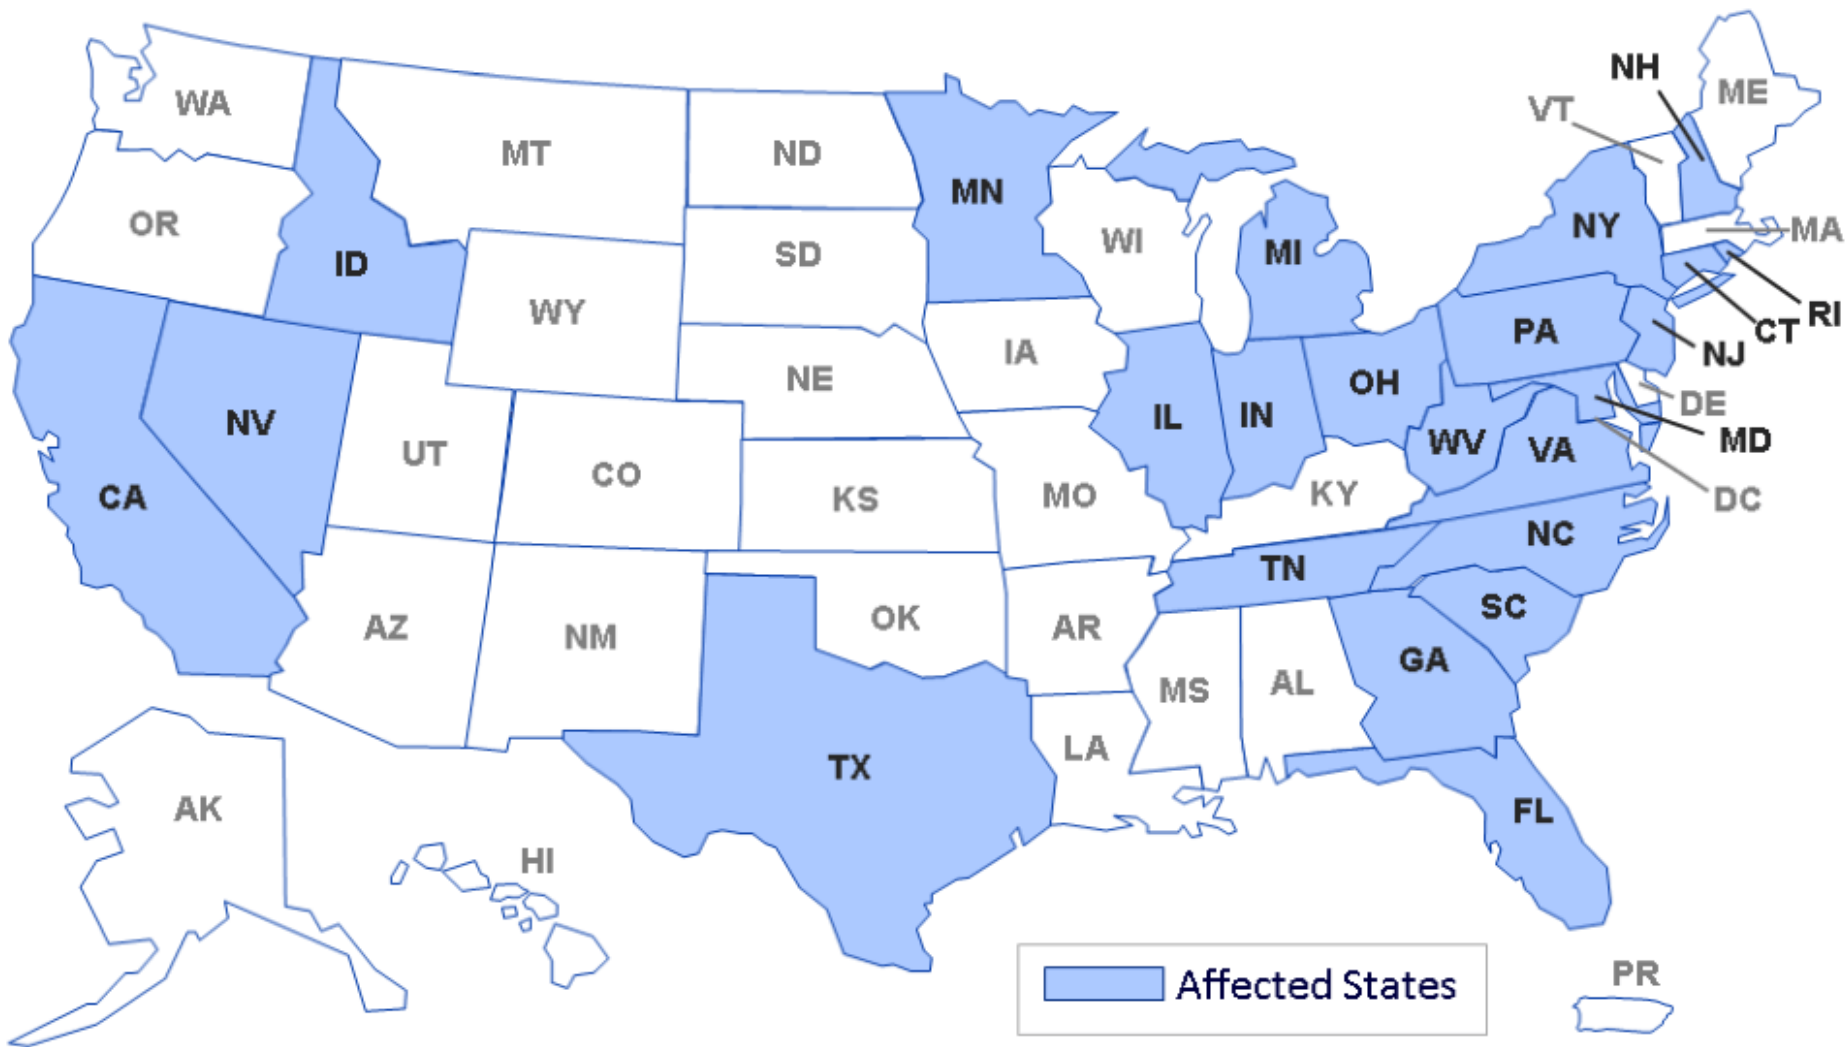 NH
ME
WA
VT
MT
ND
MN
OR
NY
MA
WI
MI
SD
ID
WY
RI
CT
PA
IA
NJ
NE
OH
DE
IL
IN
NV
MD
WV
VA
UT
CO
KY
MO
CA
KS
DC
NC
TN
SC
OK
AZ
AR
NM
GA
AL
MS
LA
TX
AK
FL
HI
PR
Affected States